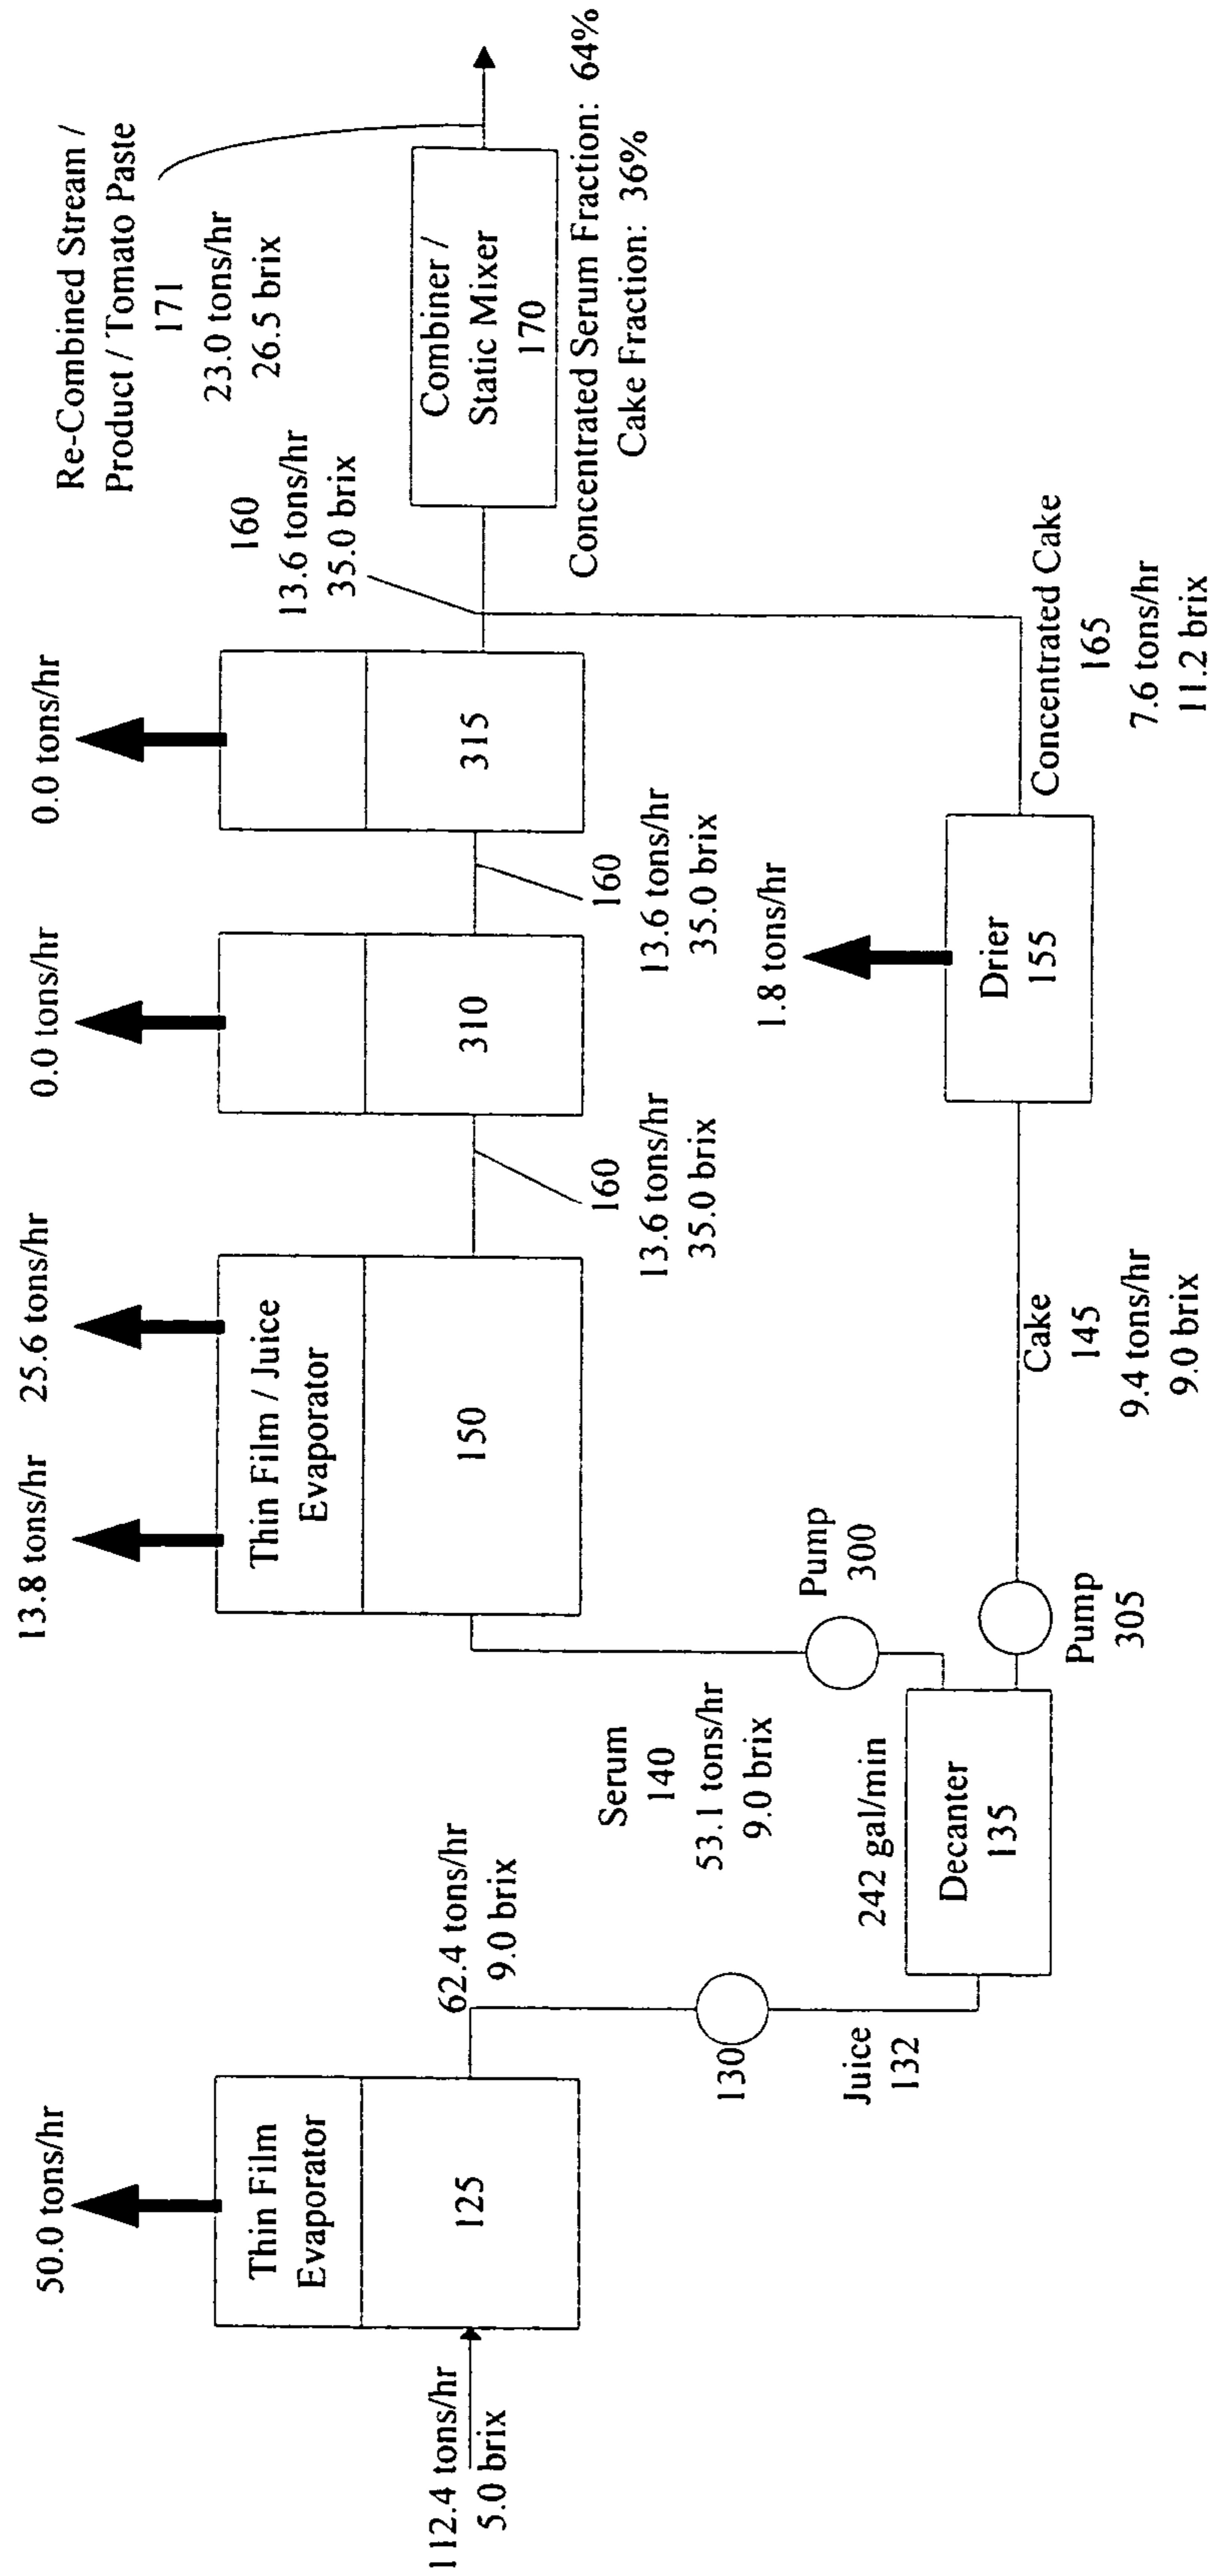 50.0 tons/hr
Thin Film
Evaporator
125
112.4 tons/hr
5.0 brix
62.4 tons/hr
9.0 brix
130
Juice
132
242 gal/min
Decanter
135
Serum
140
53.1 tons/hr
9.0 brix
Pump
300
Pump
305
13.8 tons/hr
25.6 tons/hr
Thin Film / Juice
Evaporator
150
160
13.6 tons/hr
35.0 brix
Cake
145
9.4 tons/hr
9.0 brix
0.0 tons/hr
310
160
13.6 tons/hr
35.0 brix
1.8 tons/hr
Drier
155
0.0 tons/hr
315
Concentrated Cake
165
7.6 tons/hr
11.2 brix
160
13.6 tons/hr
35.0 brix
Combiner /
Static Mixer
170
Concentrated Serum Fraction: 64%
Cake Fraction: 36%
Re-Combined Stream /
Product / Tomato Paste
171
23.0 tons/hr
26.5 brix